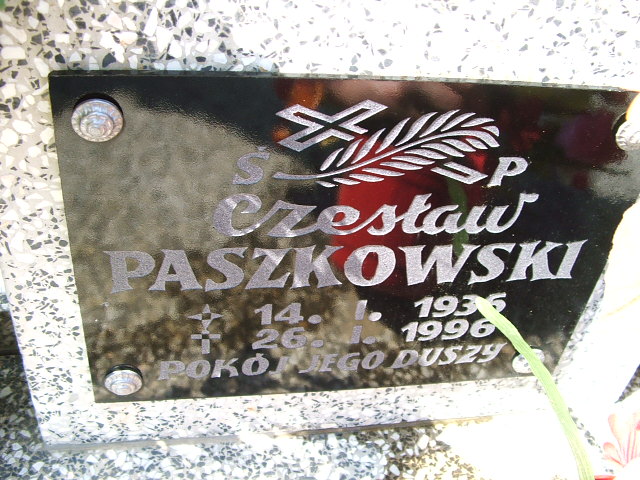 Ś P
Czesław
PASZKOWSKI
14. I. 1936
26. I. 1996
POKÓJ JEGO DUSZY